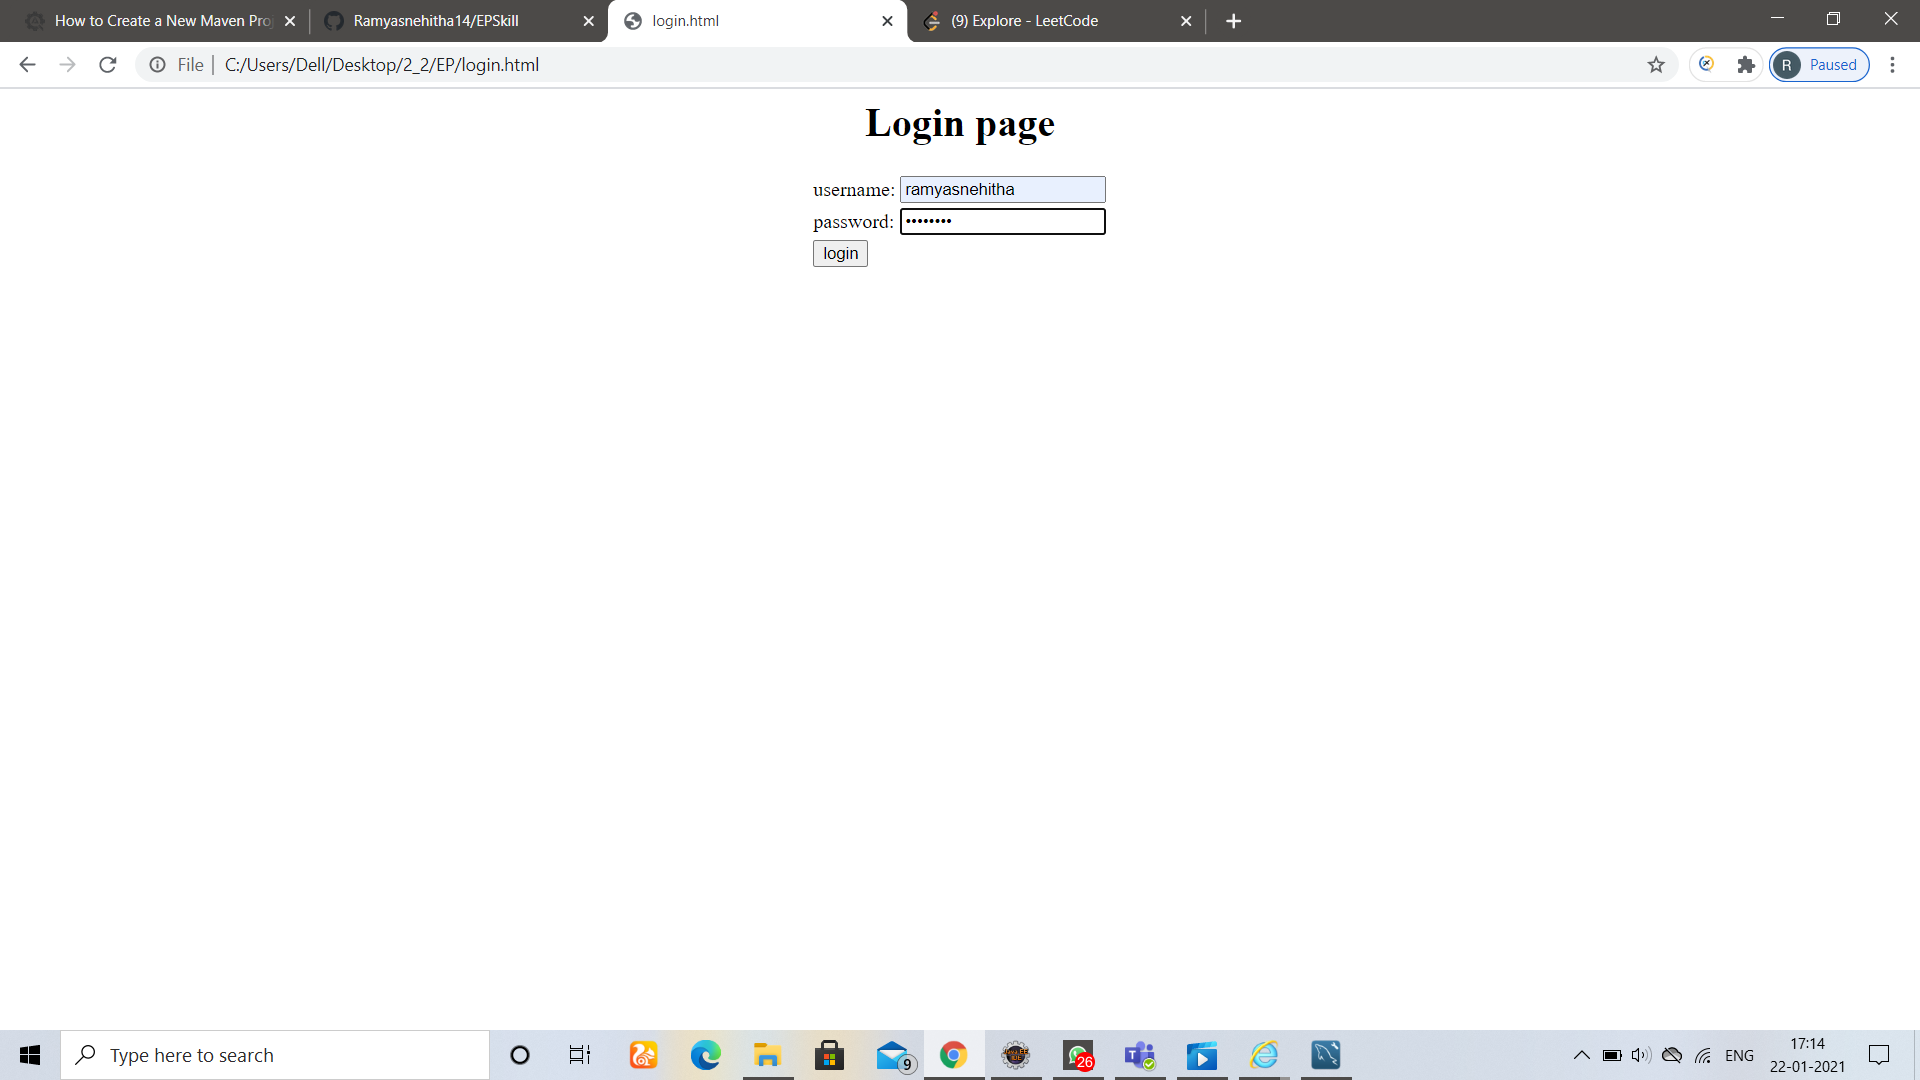 How to Create a New Maven Pro
Ramyasnehitha14/EPSkill
login.html
(9) Explore - LeetCode
File
C:/Users/Dell/Desktop/2_2/EP/login.html
R
Paused
Login page
username: ramyasnehitha
password: ••••••••
login
Type here to search
9
26
ENG
17:14
22-01-2021